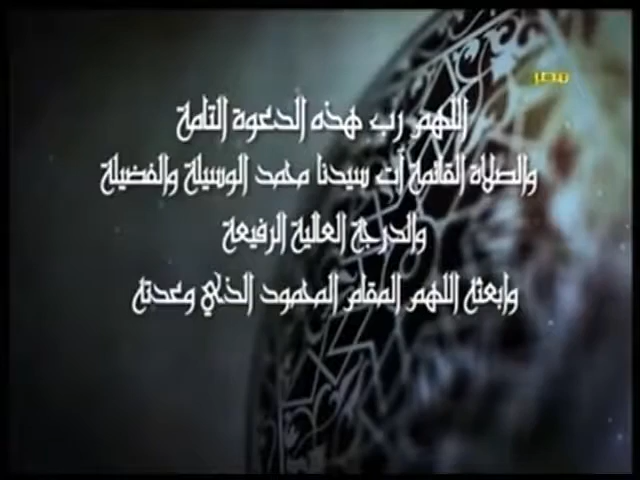 مصر
اللهم رب هذه الدعوة التامة
والصلاة القائمة آت سيدنا محمد الوسيلة والفضيلة
والدرجة العالية الرفيعة
وابعثه اللهم المقام المحمود الذي وعدته